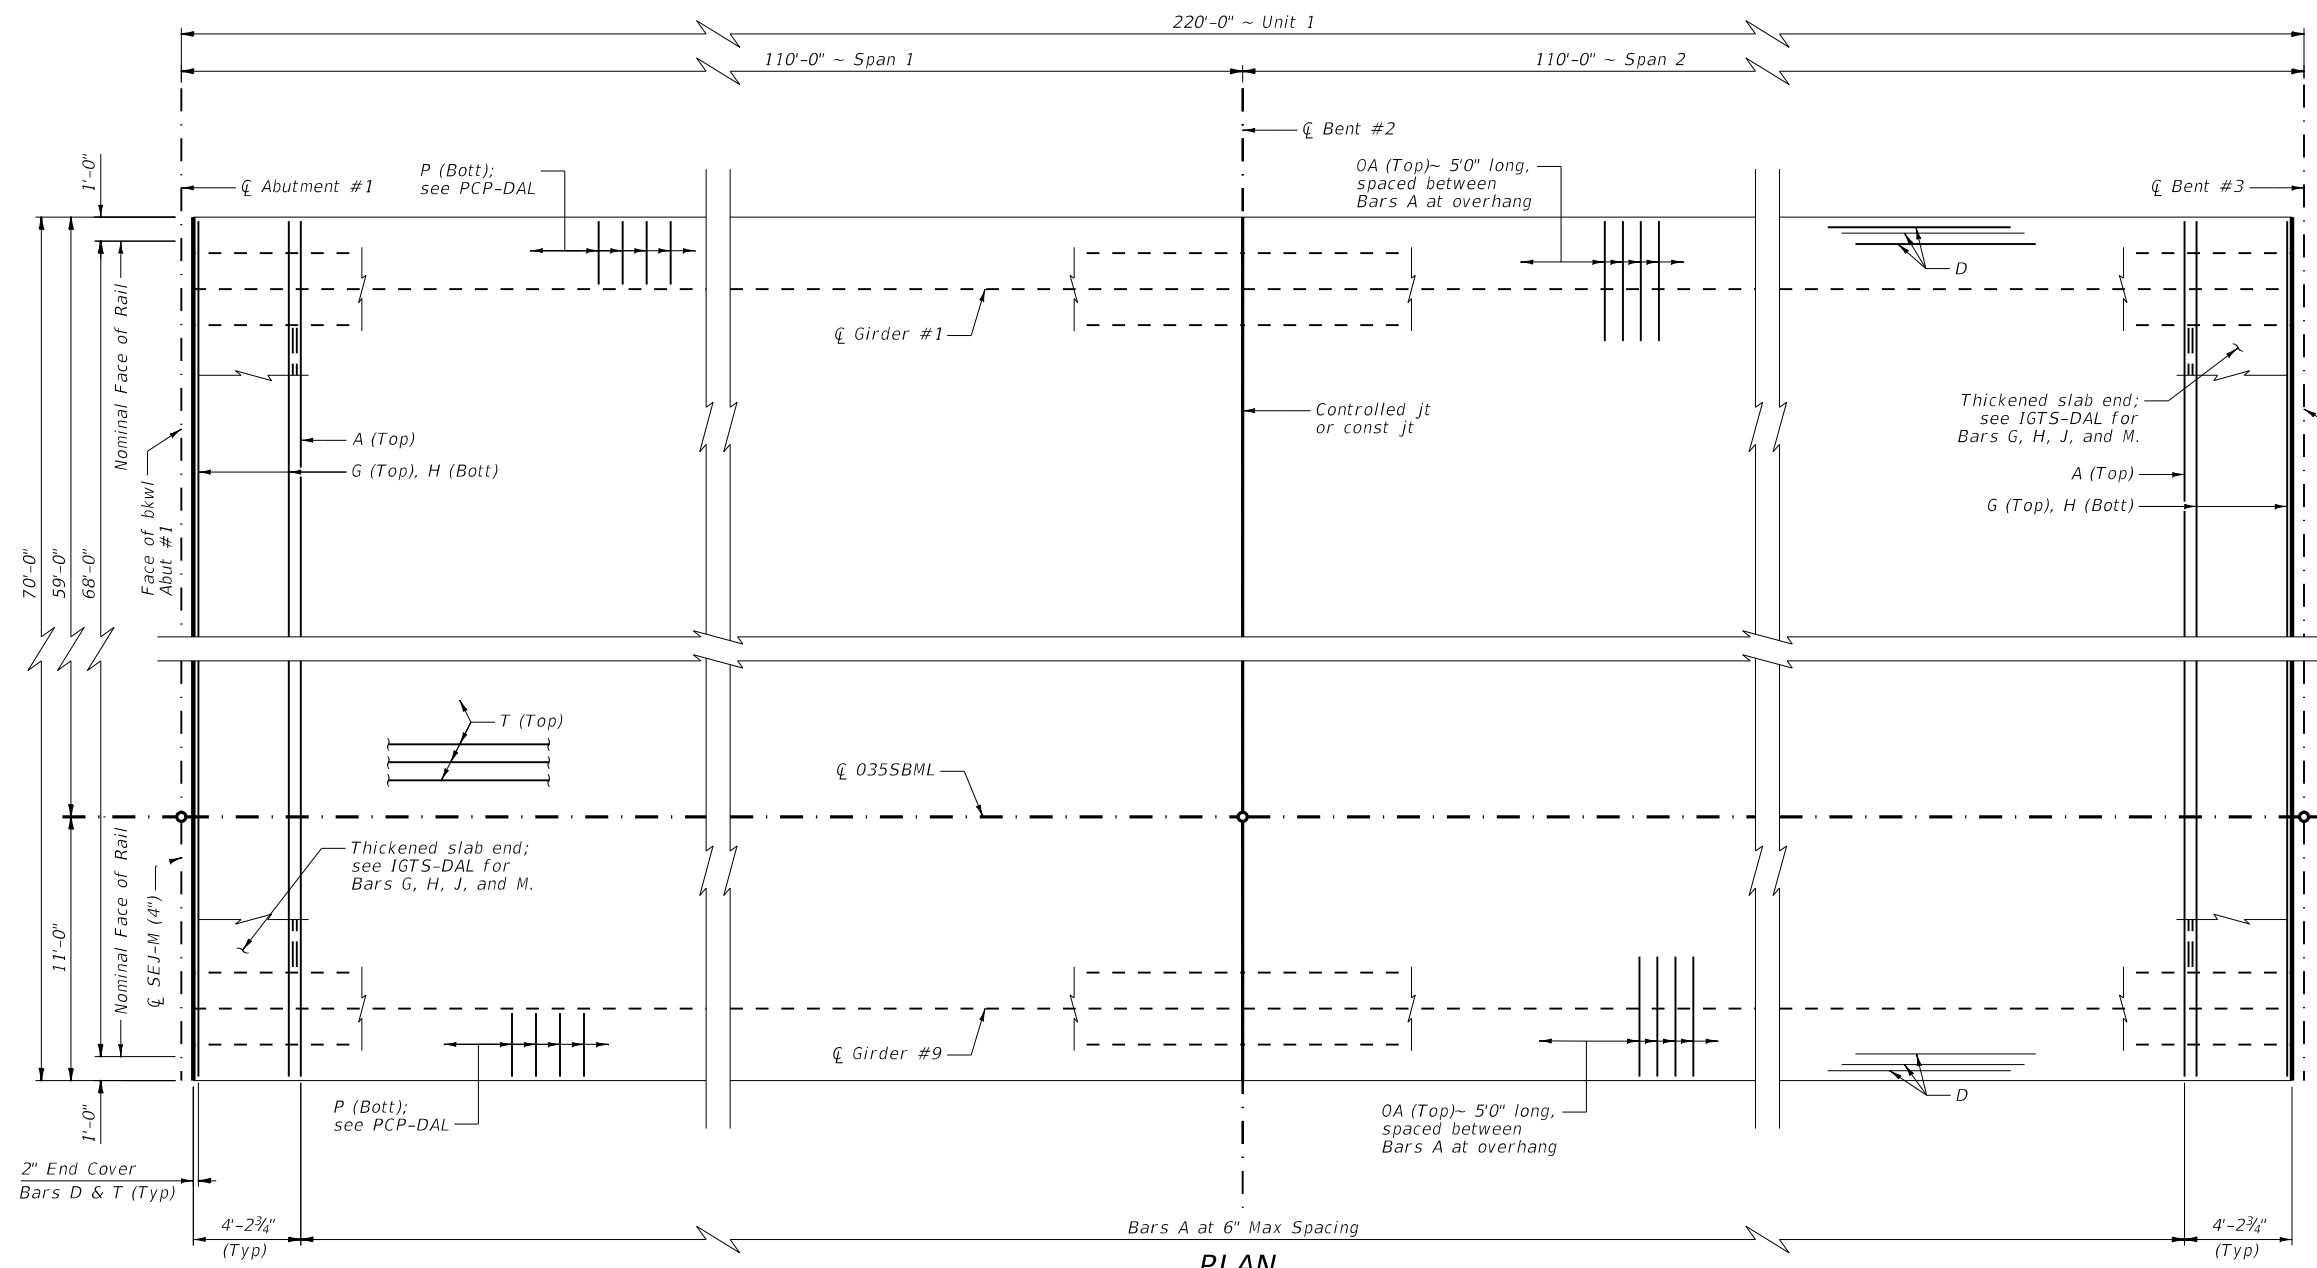 220'-0" ~ Unit 1
110'-0" ~ Span 1
110'-0" ~ Span 2
℄ Bent #2
1'-0"
℄ Abutment #1
P (Bott);
see PCP-DAL
OA (Top)~ 5'0" long,
spaced between
Bars A at overhang
℄ Bent #3
D
Nominal Face of Rail
℄ Girder #1
Controlled jt
or const jt
Thickened slab end;
see IGTS-DAL for
Bars G, H, J, and M.
A (Top)
G (Top), H (Bott)
A (Top)
G (Top), H (Bott)
Face of bkwl
Abut #1
70'-0"
59'-0"
68'-0"
T (Top)
℄ 035SBML
Thickened slab end;
see IGTS-DAL for
Bars G, H, J, and M.
Nominal Face of Rail
℄ SEJ-M (4")
11'-0"
℄ Girder #9
D
P (Bott);
see PCP-DAL
OA (Top)~ 5'0" long,
spaced between
Bars A at overhang
1'-0"
2" End Cover
Bars D & T (Typ)
4'-2¾"
(Typ)
Bars A at 6" Max Spacing
4'-2¾"
(Typ)
PLAN